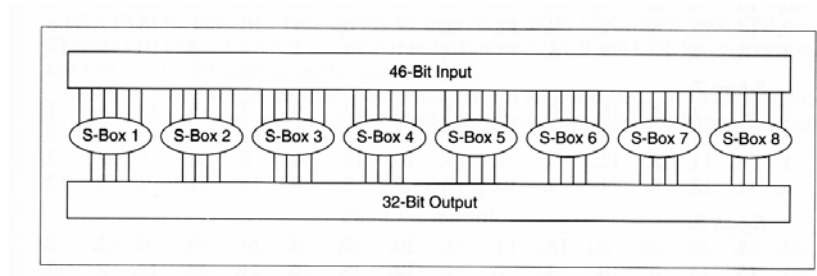 46-Bit Input
S-Box 1 S-Box 2 S-Box 3 S-Box 4 S-Box 5 S-Box 6 S-Box 7 S-Box 8
32-Bit Output